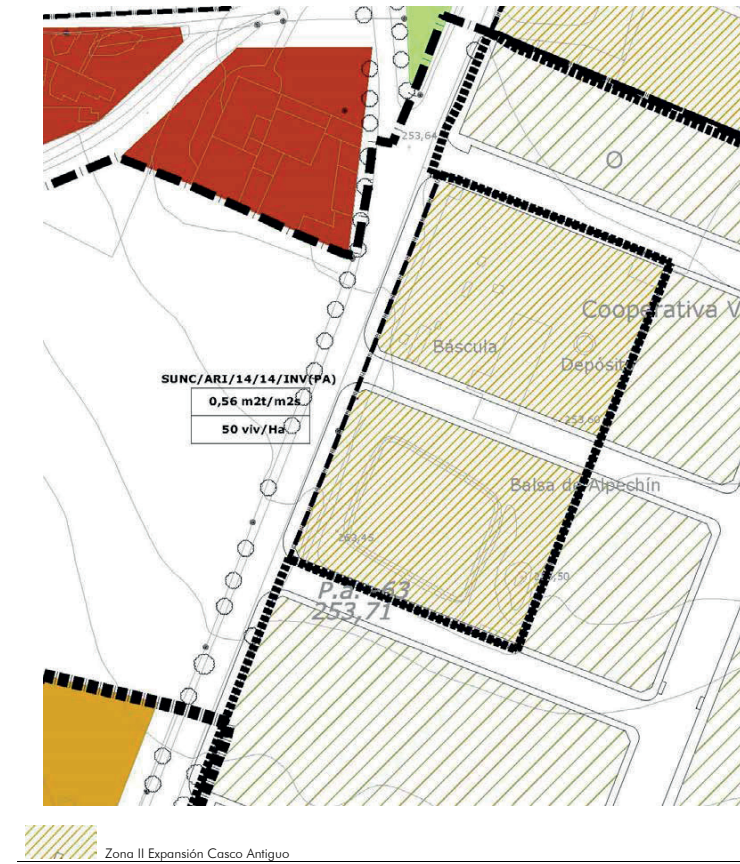 253,64
O
Cooperativa V
Báscula
Depósito
SUNC/ARI/14/14/INV(PA)
0,56 m2t/m2s
50 viv/Ha
253,60
Balsa de Alpechín
263,45
P.a. -63
253,71
Zona II Expansión Casco Antiguo